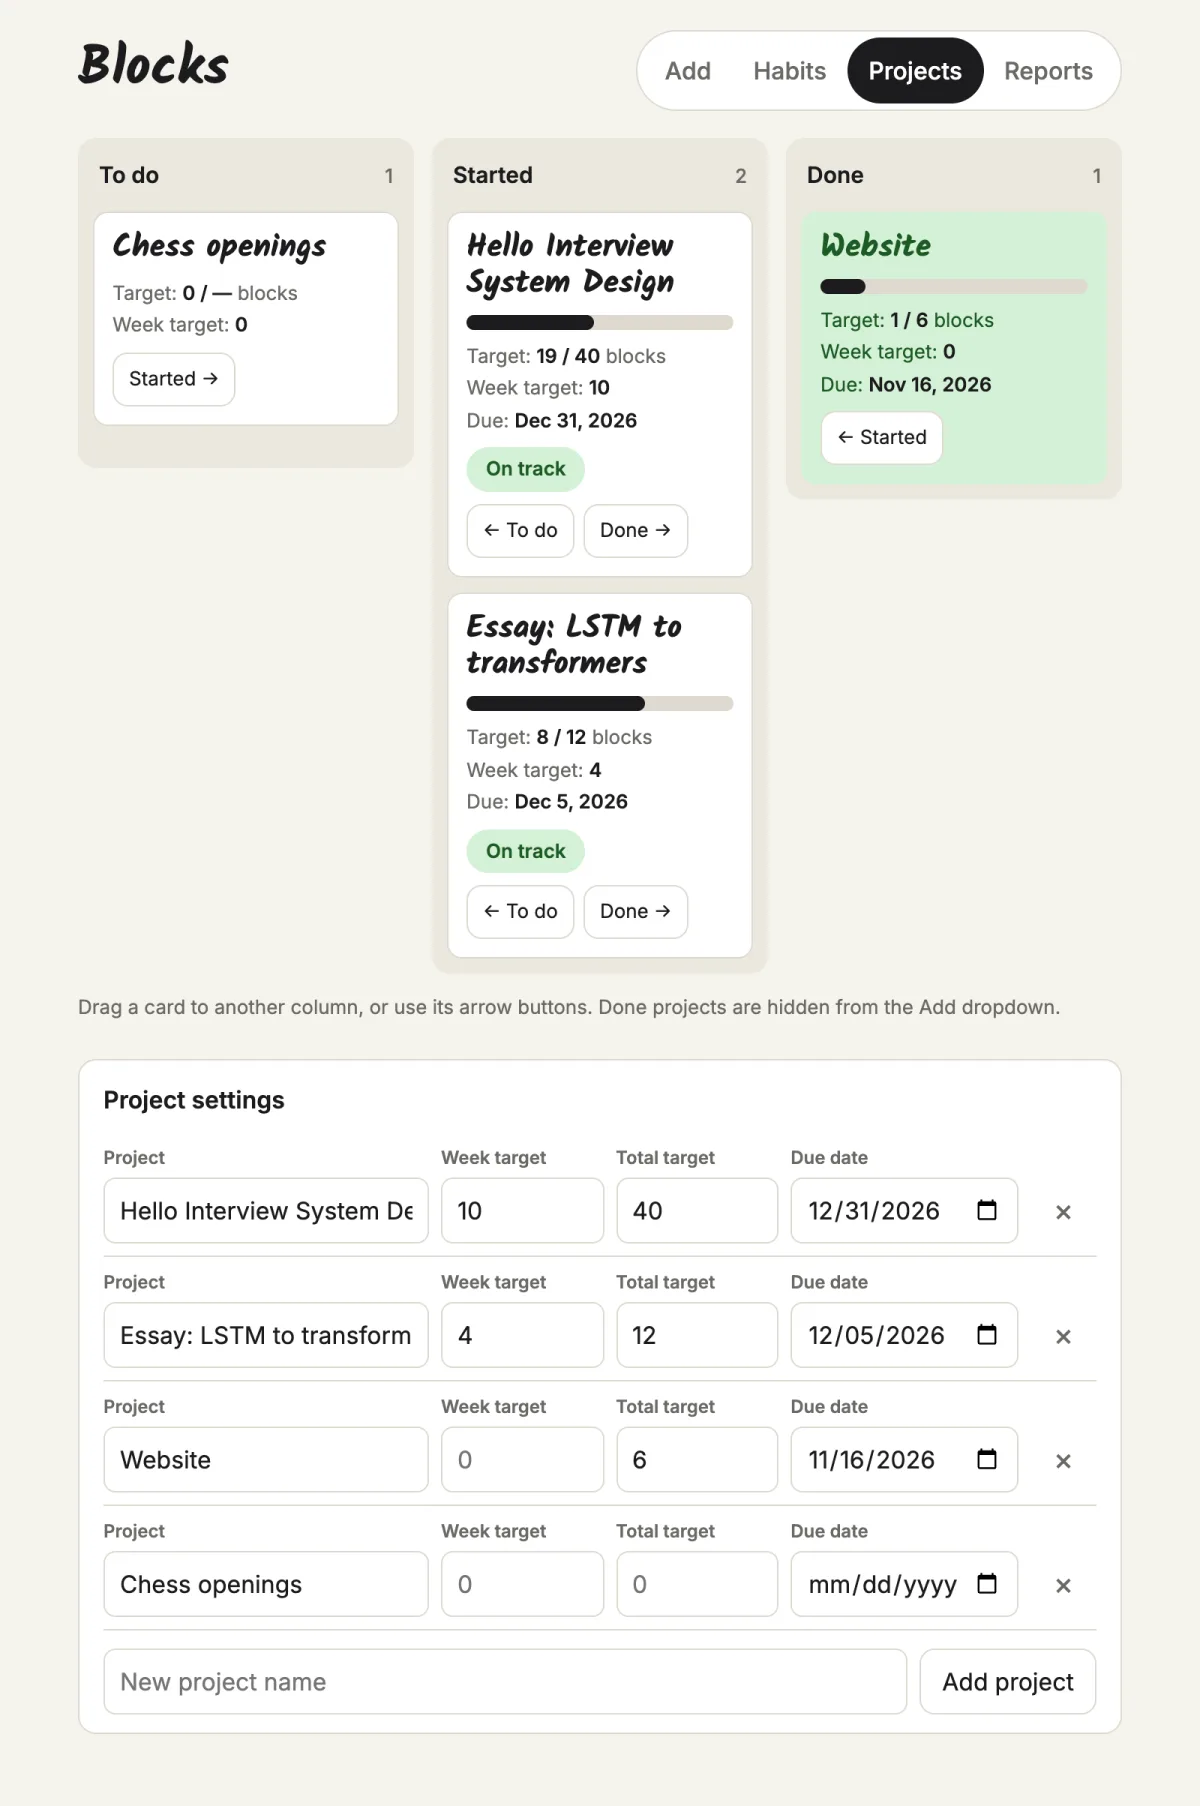 Blocks
Add Habits Projects Reports
To do 1
Chess openings
Target: 0 / — blocks
Week target: 0
Started →
Started 2
Hello Interview
System Design
Target: 19 / 40 blocks
Week target: 10
Due: Dec 31, 2026
On track
← To do Done →
Essay: LSTM to
transformers
Target: 8 / 12 blocks
Week target: 4
Due: Dec 5, 2026
On track
← To do Done →
Done 1
Website
Target: 1 / 6 blocks
Week target: 0
Due: Nov 16, 2026
← Started
Drag a card to another column, or use its arrow buttons. Done projects are hidden from the Add dropdown.
Project settings
Project Week target Total target Due date
Hello Interview System De 10 40 12/31/2026 ×
Project Week target Total target Due date
Essay: LSTM to transform 4 12 12/05/2026 ×
Project Week target Total target Due date
Website 0 6 11/16/2026 ×
Project Week target Total target Due date
Chess openings 0 0 mm/dd/yyyy ×
New project name Add project